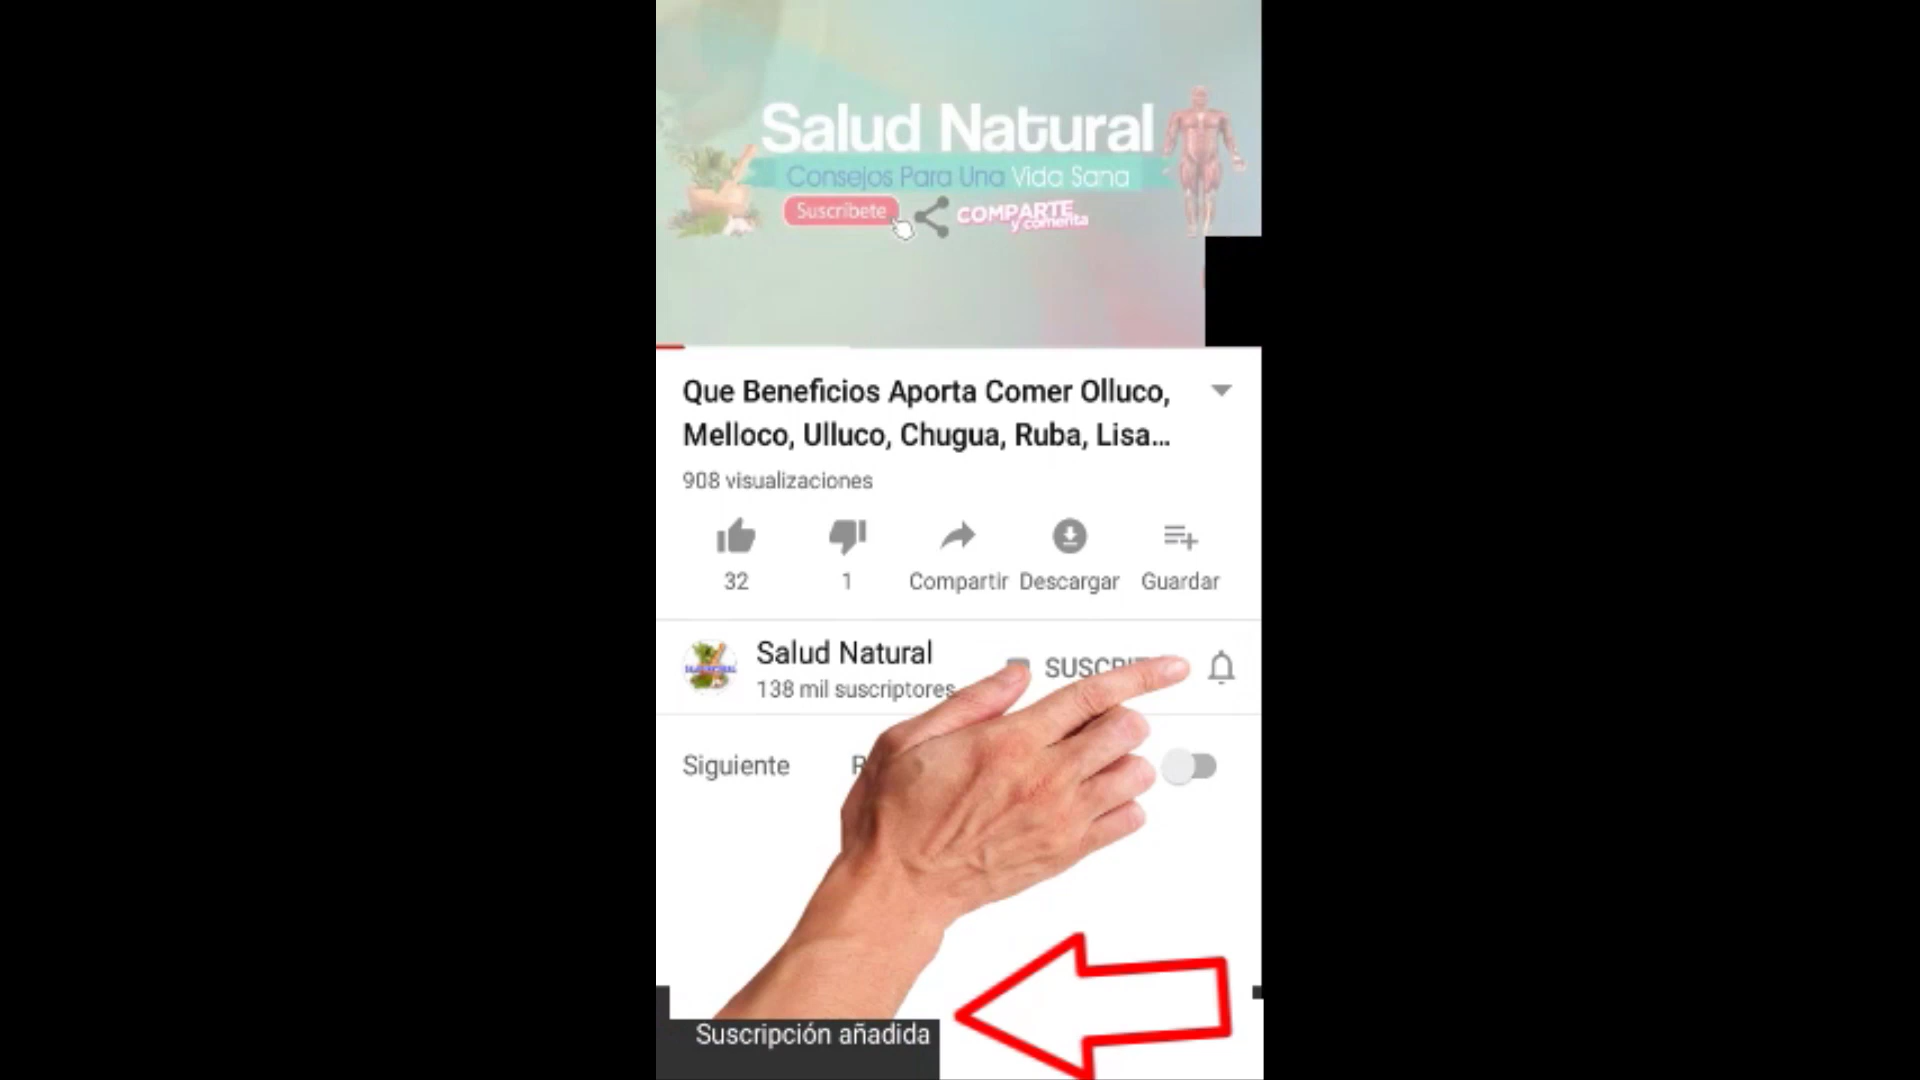 Salud Natural
Consejos Para Una Vida Sana
Suscribete
COMPARTE
y comenta
Que Beneficios Aporta Comer Olluco,
Melloco, Ulluco, Chugua, Ruba, Lisa...
908 visualizaciones
32
1
Compartir
Descargar
Guardar
Salud Natural
138 mil suscriptores
Siguiente
Suscripción añadida